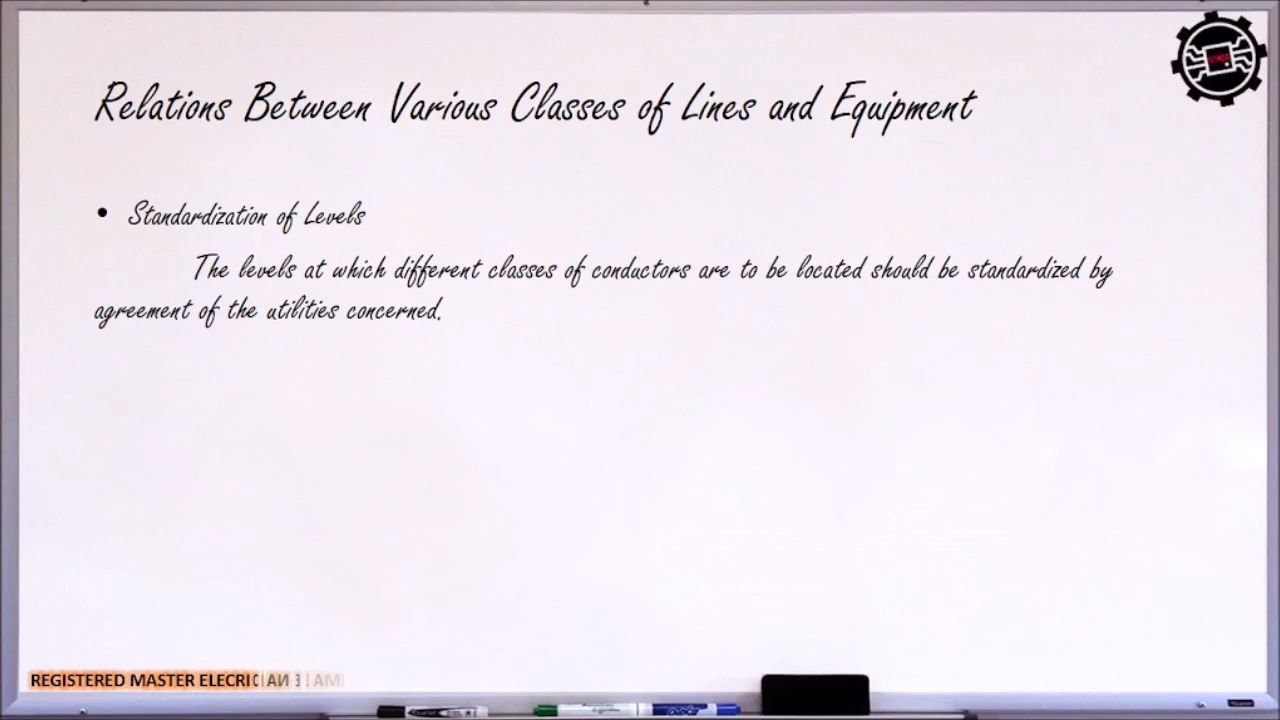 Relations Between Various Classes of Lines and Equipment
• Standardization of Levels
The levels at which different classes of conductors are to be located should be standardized by
agreement of the utilities concerned.
REGISTERED MASTER ELECRICIAN